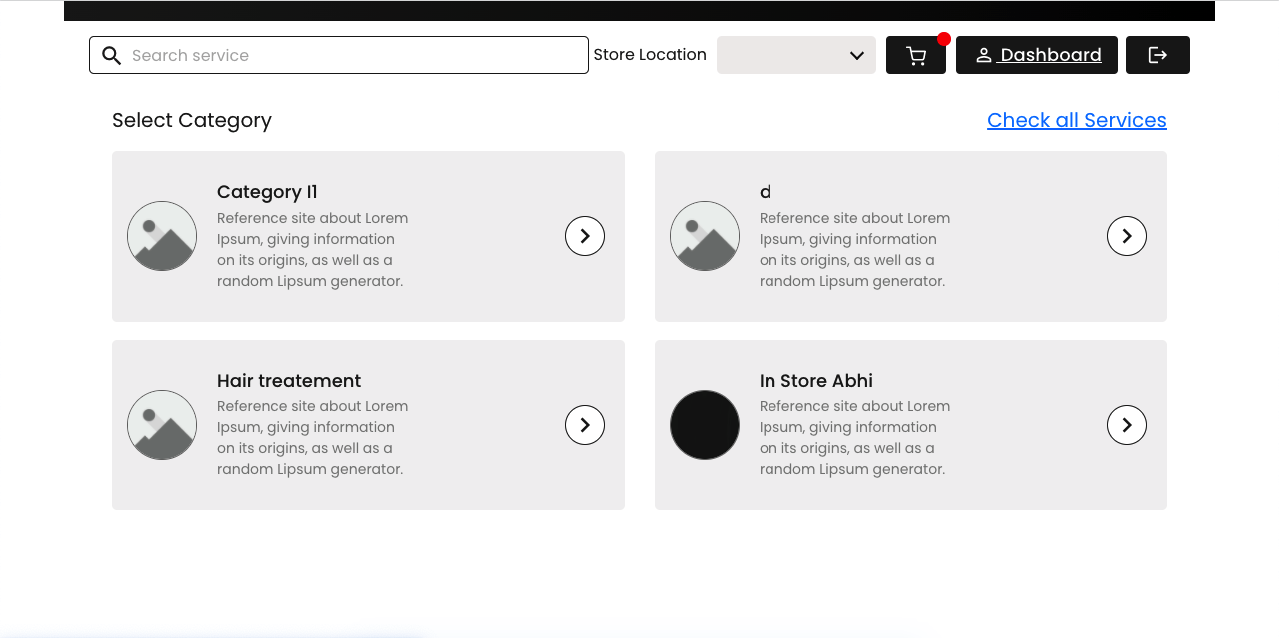 Search service
Store Location
Dashboard
Select Category
Check all Services
Category I1
Reference site about Lorem
Ipsum, giving information
on its origins, as well as a
random Lipsum generator.
d
Reference site about Lorem
Ipsum, giving information
on its origins, as well as a
random Lipsum generator.
Hair treatement
Reference site about Lorem
Ipsum, giving information
on its origins, as well as a
random Lipsum generator.
In Store Abhi
Reference site about Lorem
Ipsum, giving information
on its origins, as well as a
random Lipsum generator.